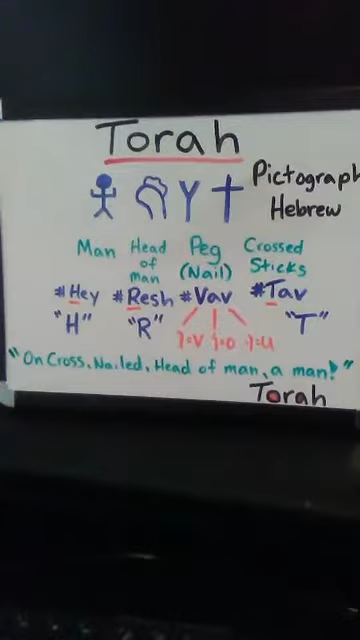 Torah
Pictograph
Hebrew
Man Head of man Peg (Nail) Crossed Sticks
#Hey #Resh #Vav #Tav
"H" "R" "T"
ו=V וֹ=O וּ=U
"On Cross, Nailed, Head of man, a man!"
Torah